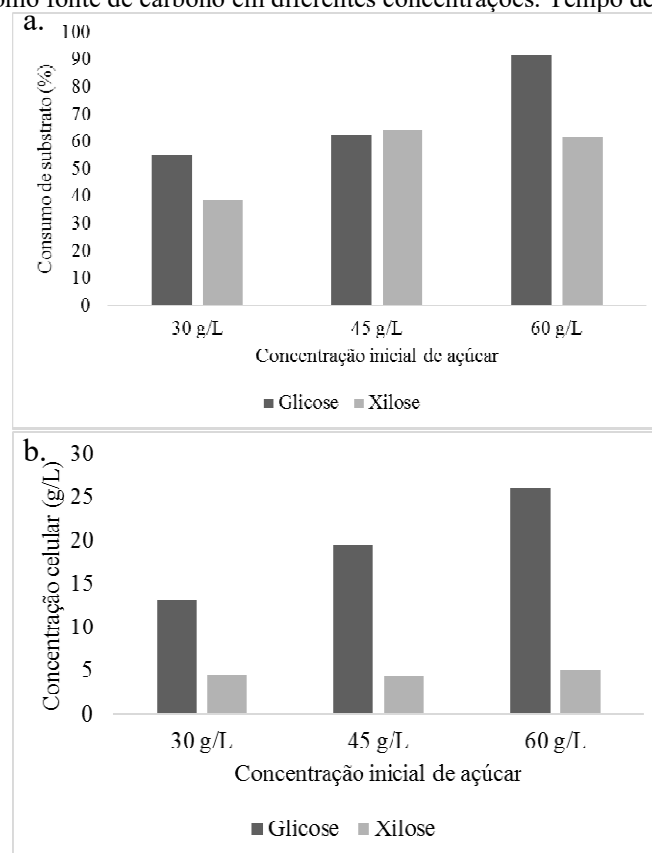 omo fonte de carbono em diferentes concentrações. Tempo de
a.
Consumo de substrato (%)
100
90
80
70
60
50
40
30
20
10
0
30 g/L 45 g/L 60 g/L
Concentração inicial de açúcar
Glicose Xilose
b.
Concentração celular (g/L)
30
25
20
15
10
5
0
30 g/L 45 g/L 60 g/L
Concentração inicial de açúcar
Glicose Xilose